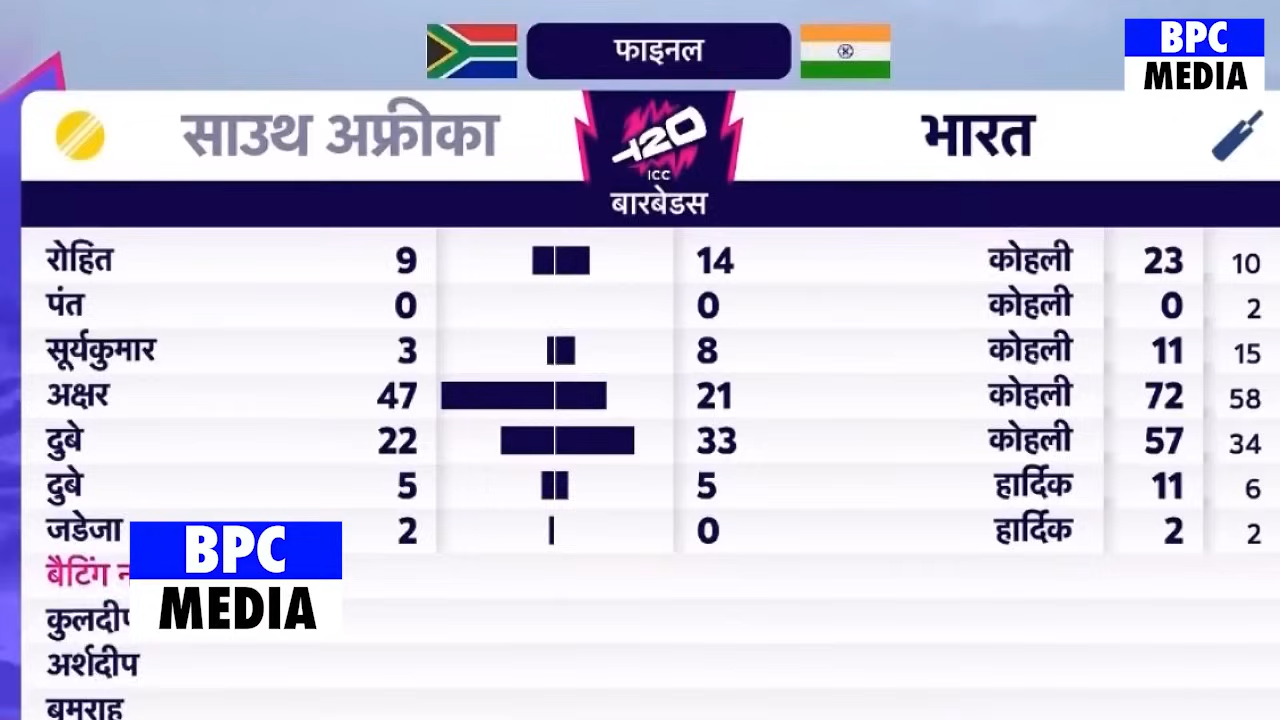 फाइनल
BPC
MEDIA
साउथ अफ्रीका
T20
ICC
भारत
बारबेडस
रोहित 9 14 कोहली 23 10
पंत 0 0 कोहली 0 2
सूर्यकुमार 3 8 कोहली 11 15
अक्षर 47 21 कोहली 72 58
दुबे 22 33 कोहली 57 34
दुबे 5 5 हार्दिक 11 6
जडेजा 2 0 हार्दिक 2 2
BPC
MEDIA
बैटिंग
अर्शदीप
बुमराह